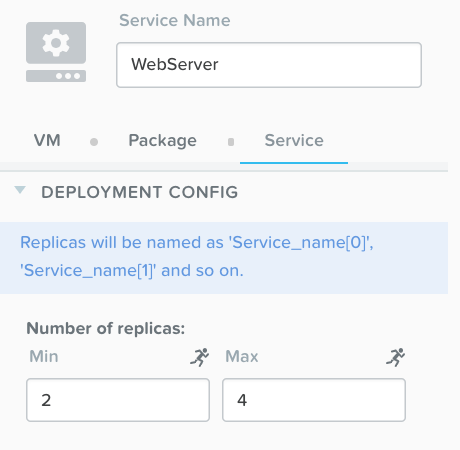 Service Name
WebServer
VM Package Service
DEPLOYMENT CONFIG
Replicas will be named as 'Service_name[0]',
'Service_name[1]' and so on.
Number of replicas:
Min Max
2 4